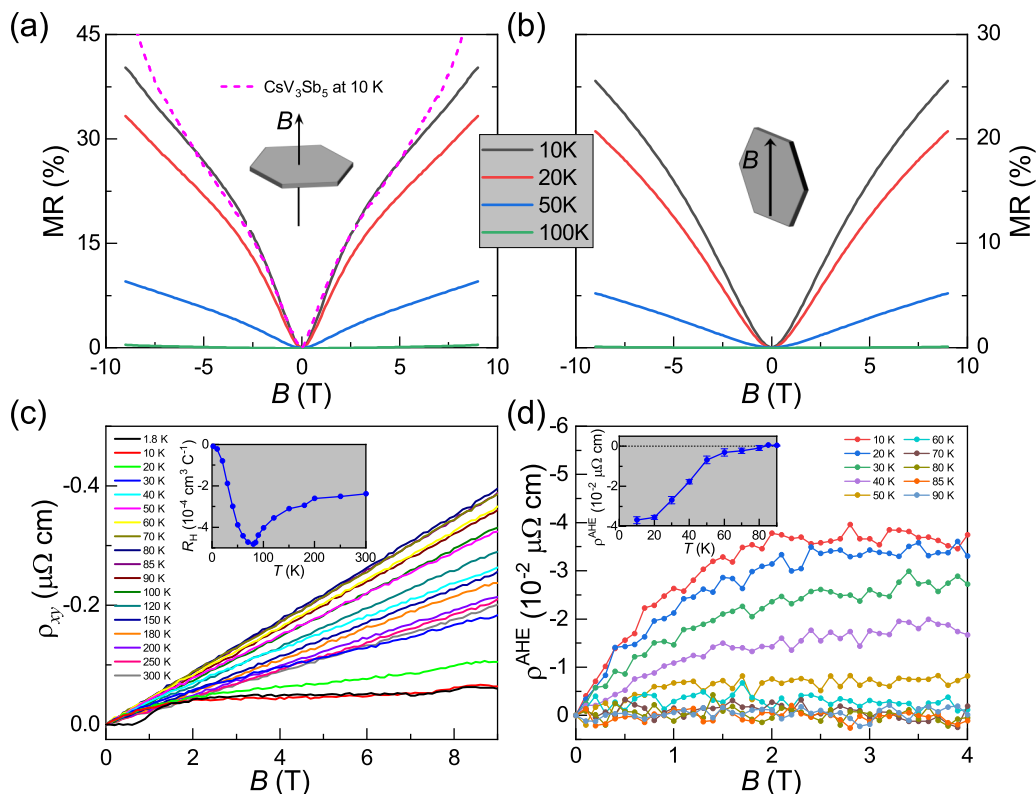 (a)
45
30
15
0
MR (%)
-10
-5
0
5
10
B (T)
CsV3Sb5 at 10 K
B
10K
20K
50K
100K
(b)
30
20
10
0
MR (%)
-10
-5
0
5
10
B (T)
B
(c)
-0.4
-0.2
0.0
ρxy (μΩ cm)
0
2
4
6
8
B (T)
1.8 K
10 K
20 K
30 K
40 K
50 K
60 K
70 K
80 K
85 K
90 K
100 K
120 K
150 K
180 K
200 K
250 K
300 K
0
-2
-4
RH (10-4 cm3 C-1)
0
100
200
300
T (K)
(d)
-6
-5
-4
-3
-2
-1
0
ρAHE (10-2 μΩ cm)
0
1
2
3
4
B (T)
10 K
20 K
30 K
40 K
50 K
60 K
70 K
80 K
85 K
90 K
0
-2
-4
ρAHE (10-2 μΩ cm)
0
20
40
60
80
T (K)